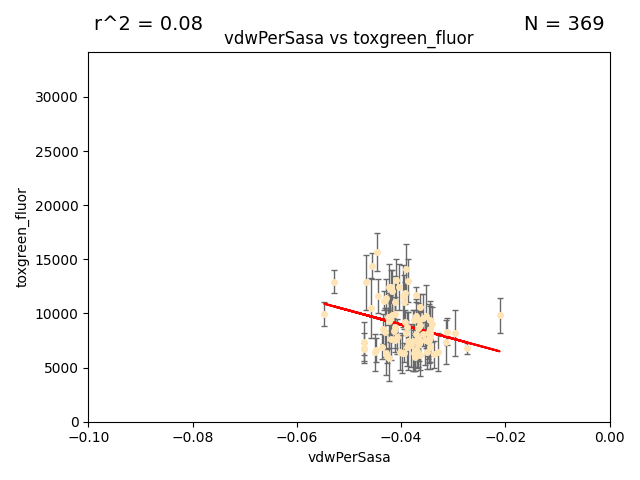 r^2 = 0.08
N = 369
vdwPerSasa vs toxgreen_fluor
30000
25000
20000
15000
10000
5000
0
toxgreen_fluor
−0.10
−0.08
−0.06
−0.04
−0.02
0.00
vdwPerSasa